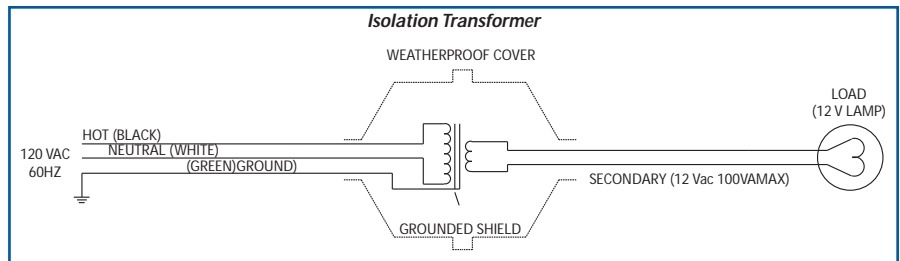 Isolation Transformer
WEATHERPROOF COVER
LOAD
(12 V LAMP)
HOT (BLACK)
120 VAC
60HZ
NEUTRAL (WHITE)
(GREEN)GROUND)
SECONDARY (12 Vac 100VAMAX)
GROUNDED SHIELD